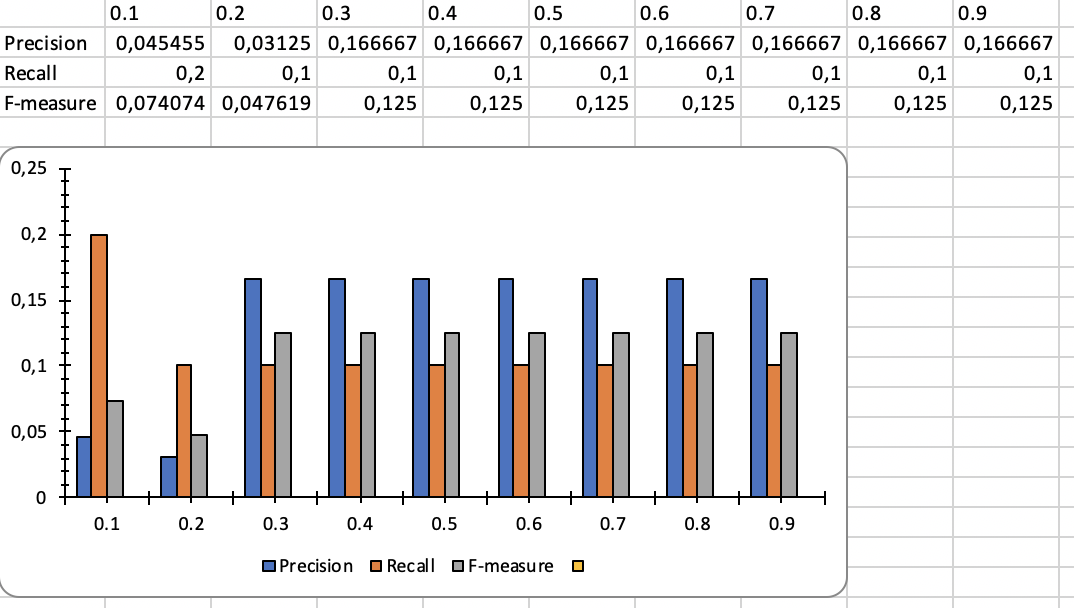 0.1 0.2 0.3 0.4 0.5 0.6 0.7 0.8 0.9
Precision 0,045455 0,03125 0,166667 0,166667 0,166667 0,166667 0,166667 0,166667 0,166667
Recall 0,2 0,1 0,1 0,1 0,1 0,1 0,1 0,1 0,1
F-measure 0,074074 0,047619 0,125 0,125 0,125 0,125 0,125 0,125 0,125
0,25
0,2
0,15
0,1
0,05
0
0.1 0.2 0.3 0.4 0.5 0.6 0.7 0.8 0.9
Precision Recall F-measure